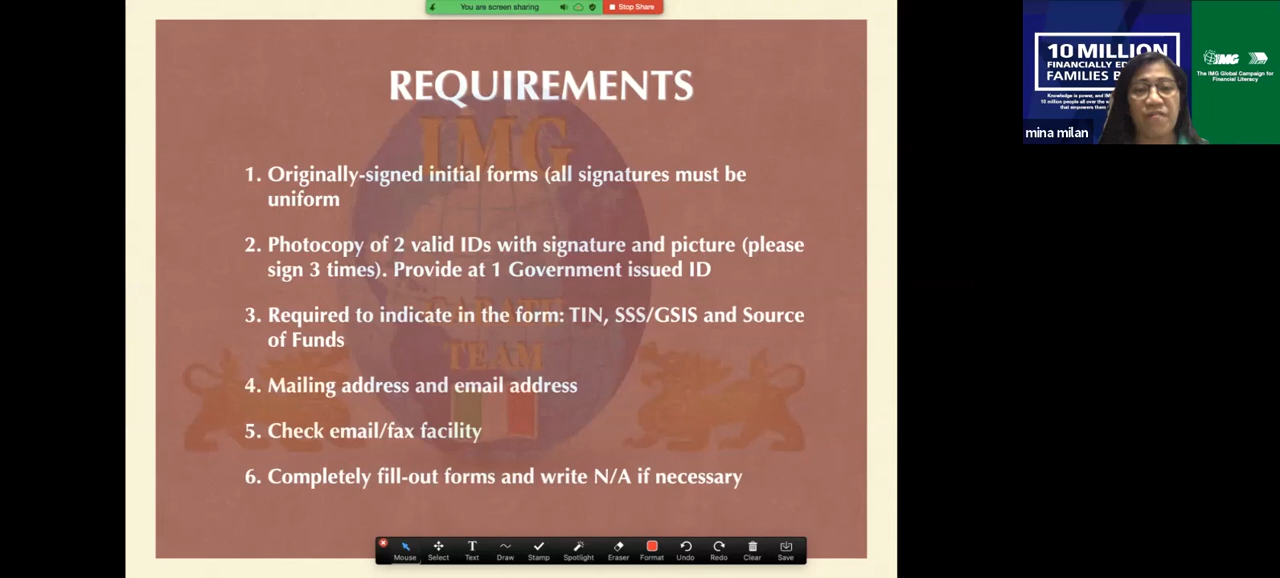 You are screen sharing
Stop Share
REQUIREMENTS
IMG
1. Originally-signed initial forms (all signatures must be
uniform
2. Photocopy of 2 valid IDs with signature and picture (please
sign 3 times). Provide at 1 Government issued ID
3. Required to indicate in the form: TIN, SSS/GSIS and Source
of Funds
TEAM
4. Mailing address and email address
5. Check email/fax facility
6. Completely fill-out forms and write N/A if necessary
Mouse Select Text Draw Stamp Spotlight Eraser Format Undo Redo Clear Save
10 MILLION
FINANCIALLY
FAMILIES
Knowledge is power, and
10 million people all over the
that empowers them
mina milan
IMG
The IMG Global Campaign for
Financial Literacy